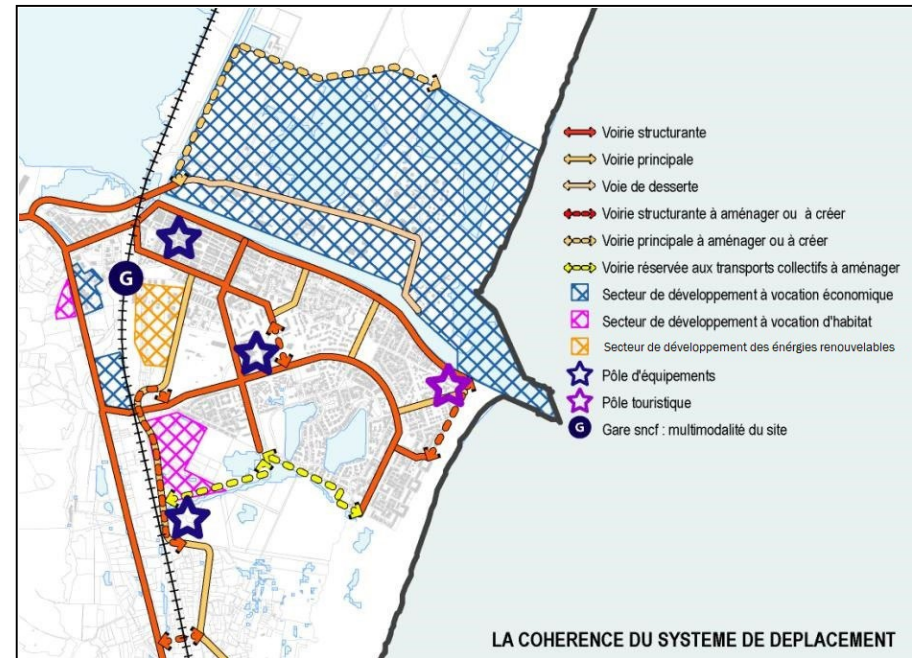 Voirie structurante
Voirie principale
Voie de desserte
Voirie structurante à aménager ou à créer
Voirie principale à aménager ou à créer
Voirie réservée aux transports collectifs à aménager
Secteur de développement à vocation économique
Secteur de développement à vocation d'habitat
Secteur de développement des énérgies renouvelables
Pôle d'équipements
Pôle touristique
G Gare sncf : multimodalité du site
G
LA COHERENCE DU SYSTEME DE DEPLACEMENT